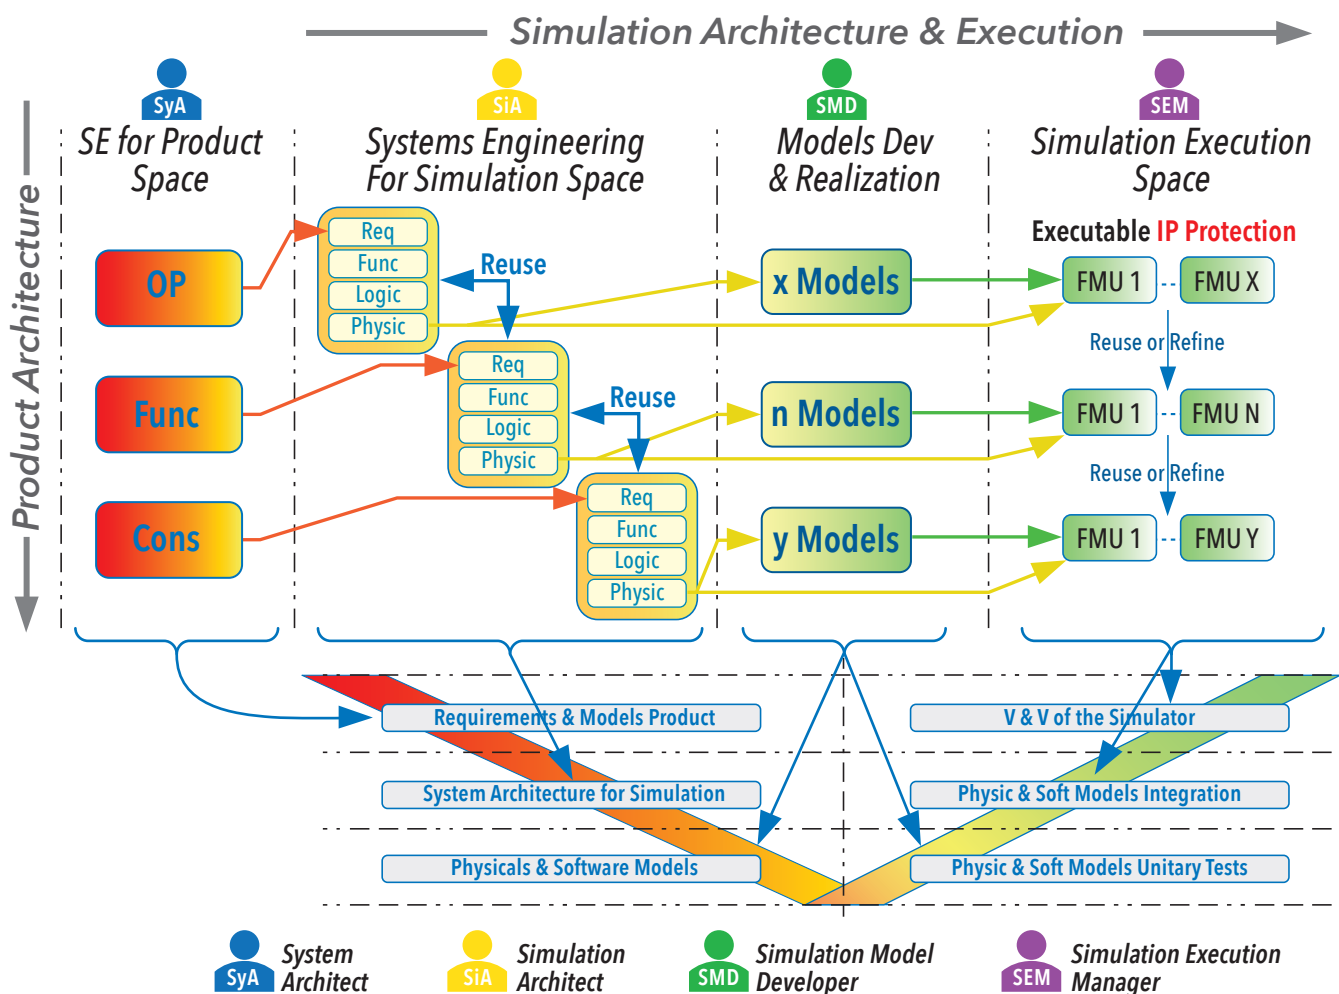 Simulation Architecture & Execution
Product Architecture
SyA
SiA
SMD
SEM
SE for Product
Space
Systems Engineering
For Simulation Space
Models Dev
& Realization
Simulation Execution
Space
Executable IP Protection
OP
Req
Func
Logic
Physic
Reuse
x Models
FMU 1
FMU X
Reuse or Refine
Func
Req
Func
Logic
Physic
Reuse
n Models
FMU 1
FMU N
Reuse or Refine
Cons
Req
Func
Logic
Physic
y Models
FMU 1
FMU Y
Requirements & Models Product
V & V of the Simulator
System Architecture for Simulation
Physic & Soft Models Integration
Physicals & Software Models
Physic & Soft Models Unitary Tests
SyA
System
Architect
SiA
Simulation
Architect
SMD
Simulation Model
Developer
SEM
Simulation Execution
Manager